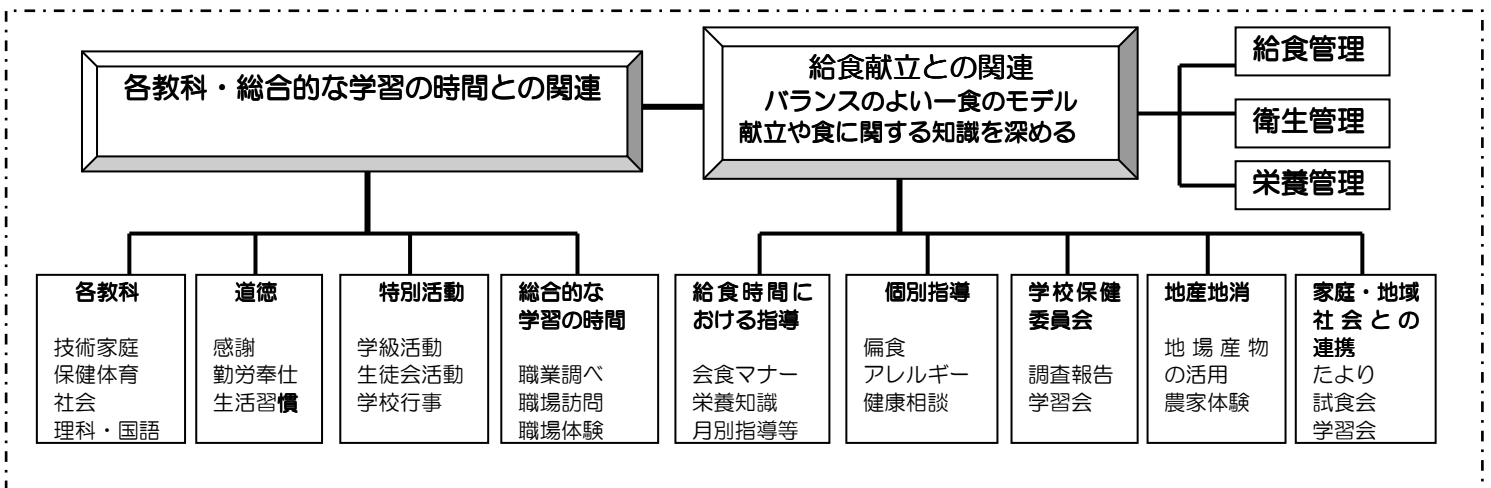 各教科・総合的な学習の時間との関連
給食献立との関連
バランスのよい一食のモデル
献立や食に関する知識を深める
給食管理
衛生管理
栄養管理
各教科
技術家庭
保健体育
社会
理科・国語
道徳
感謝
勤労奉仕
生活習慣
特別活動
学級活動
生徒会活動
学校行事
総合的な
学習の時間
職業調べ
職場訪問
職場体験
給食時間に
おける指導
会食マナー
栄養知識
月別指導等
個別指導
偏食
アレルギー
健康相談
学校保健
委員会
調査報告
学習会
地産地消
地場産物
の活用
農家体験
家庭・地域
社会との
連携
たより
試食会
学習会